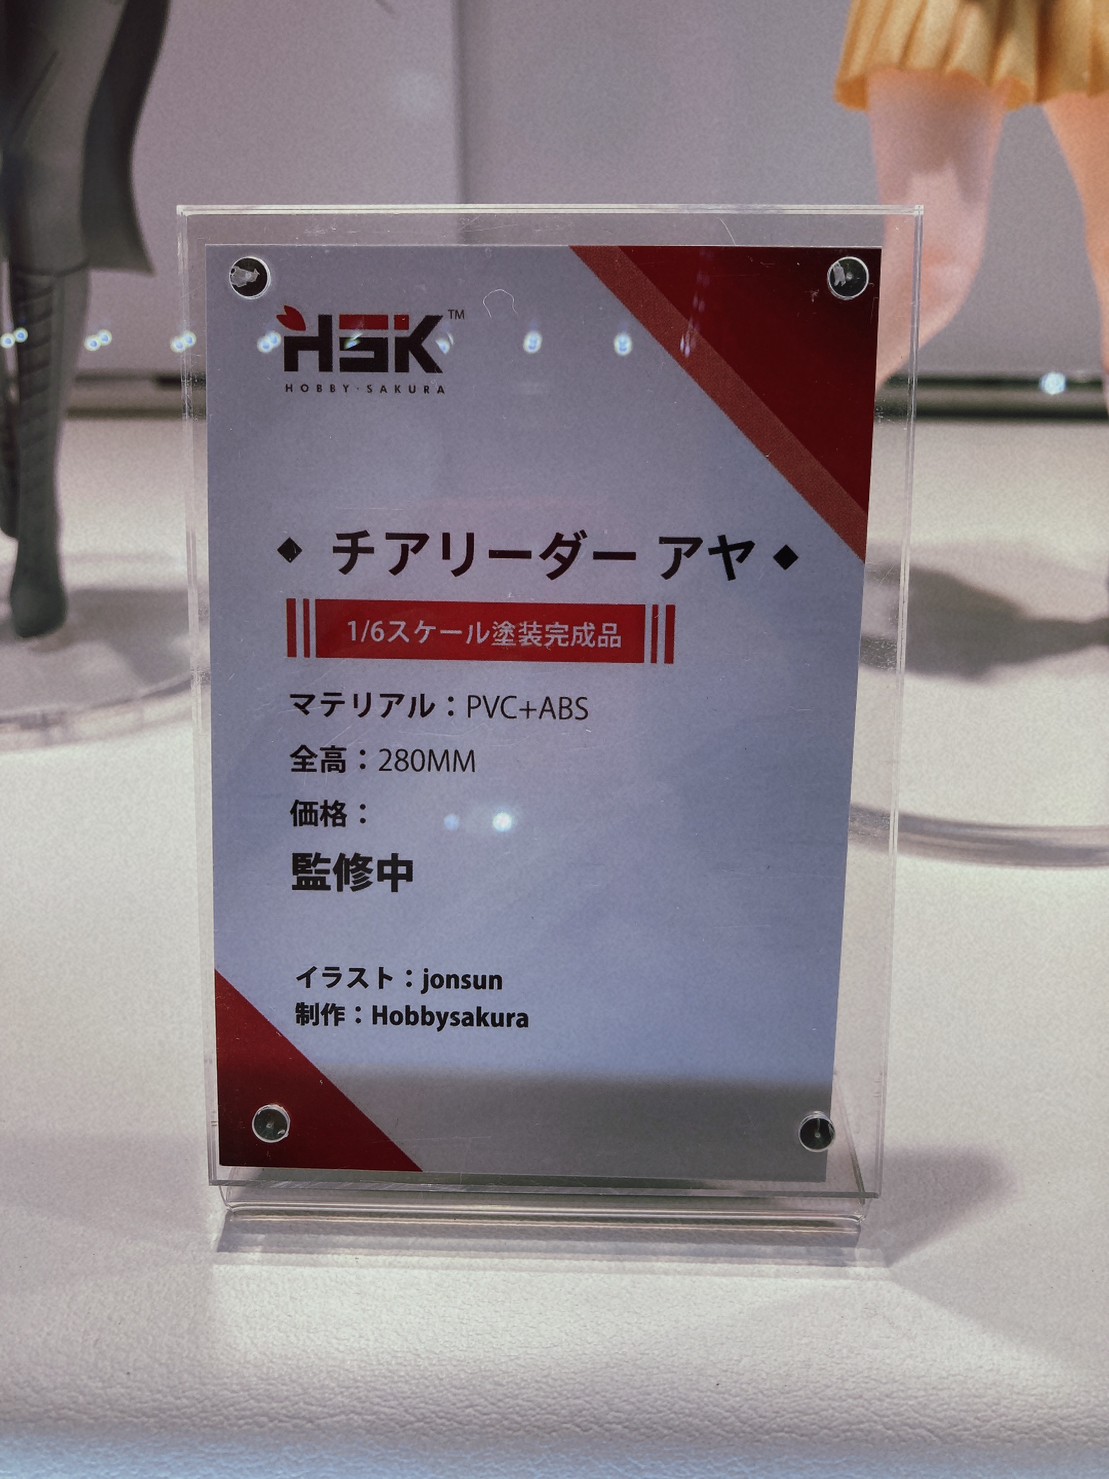 HSK™
HOBBY·SAKURA
◆ チアリーダー アヤ ◆
1/6スケール塗装完成品
マテリアル：PVC+ABS
全高：280MM
価格：
監修中
イラスト：jonsun
制作：Hobbysakura